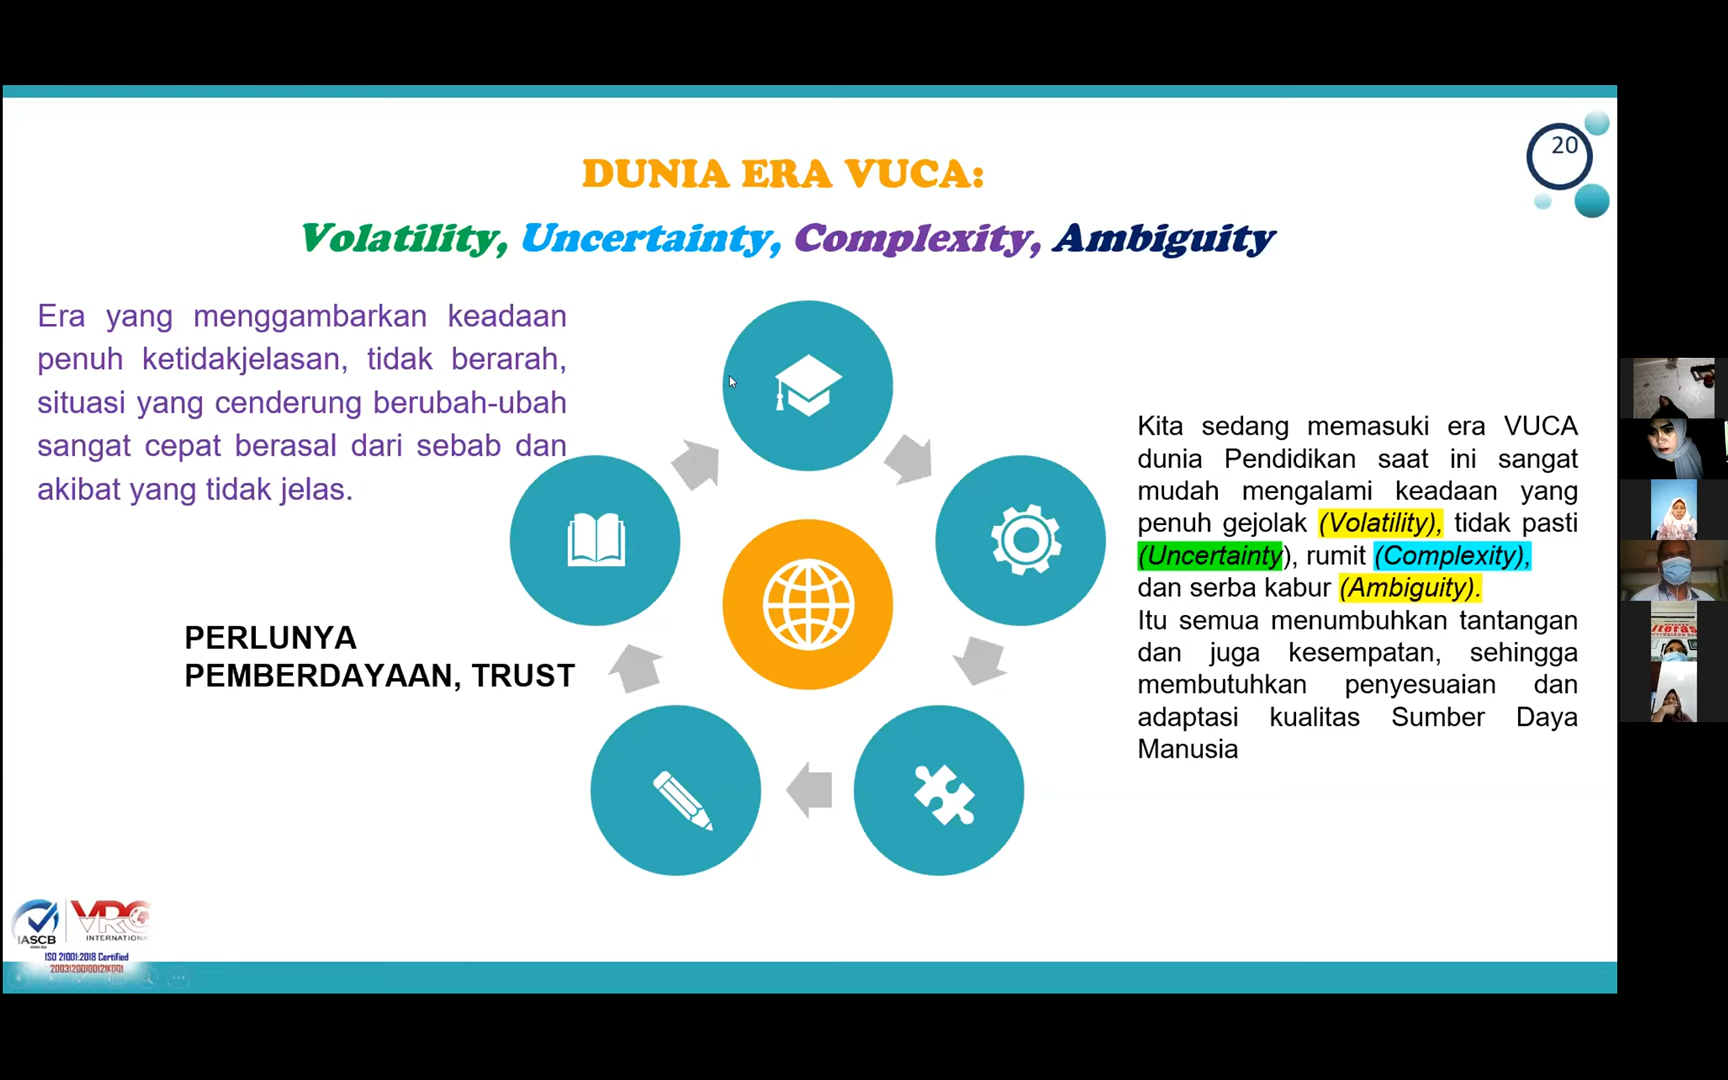 20
DUNIA ERA VUCA:
Volatility, Uncertainty, Complexity, Ambiguity
Era yang menggambarkan keadaan
penuh ketidakjelasan, tidak berarah,
situasi yang cenderung berubah-ubah
sangat cepat berasal dari sebab dan
akibat yang tidak jelas.
PERLUNYA
PEMBERDAYAAN, TRUST
Kita sedang memasuki era VUCA
dunia Pendidikan saat ini sangat
mudah mengalami keadaan yang
penuh gejolak (Volatility), tidak pasti
(Uncertainty), rumit (Complexity),
dan serba kabur (Ambiguity).
Itu semua menumbuhkan tantangan
dan juga kesempatan, sehingga
membutuhkan penyesuaian dan
adaptasi kualitas Sumber Daya
Manusia
IASCB
VRC
INTERNATIONAL
ISO 21001:2018 Certified